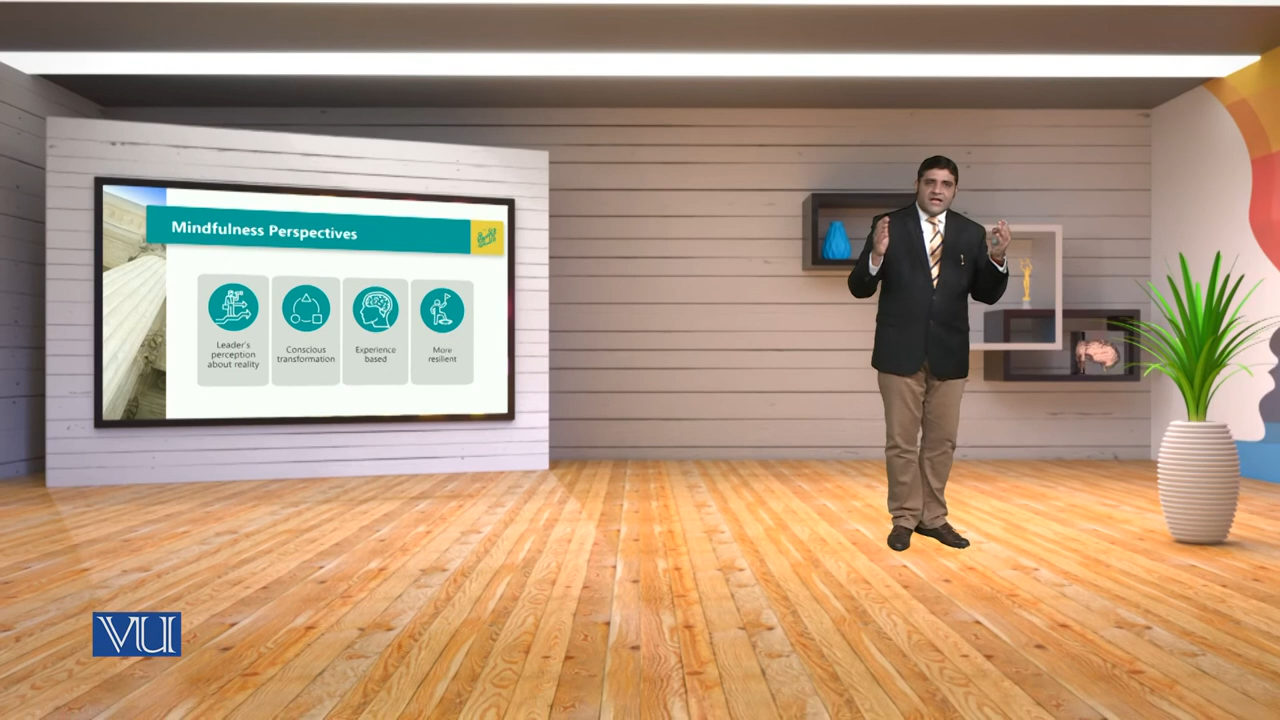 Mindfulness Perspectives
Leader's
perception
about reality
Conscious
transformation
Experience
based
More
resilient
VU